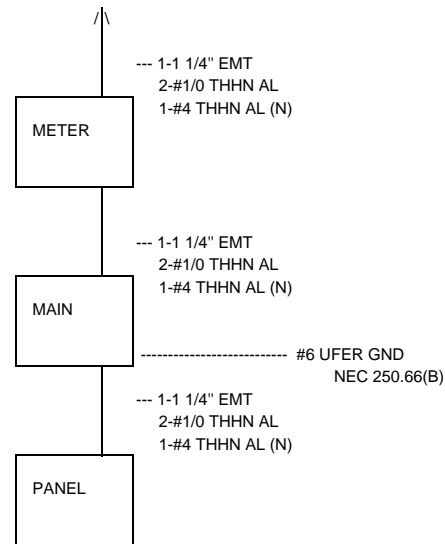 --- 1-1 1/4" EMT
2-#1/0 THHN AL
1-#4 THHN AL (N)
METER
--- 1-1 1/4" EMT
2-#1/0 THHN AL
1-#4 THHN AL (N)
MAIN
--------------------------- #6 UFER GND
NEC 250.66(B)
--- 1-1 1/4" EMT
2-#1/0 THHN AL
1-#4 THHN AL (N)
PANEL